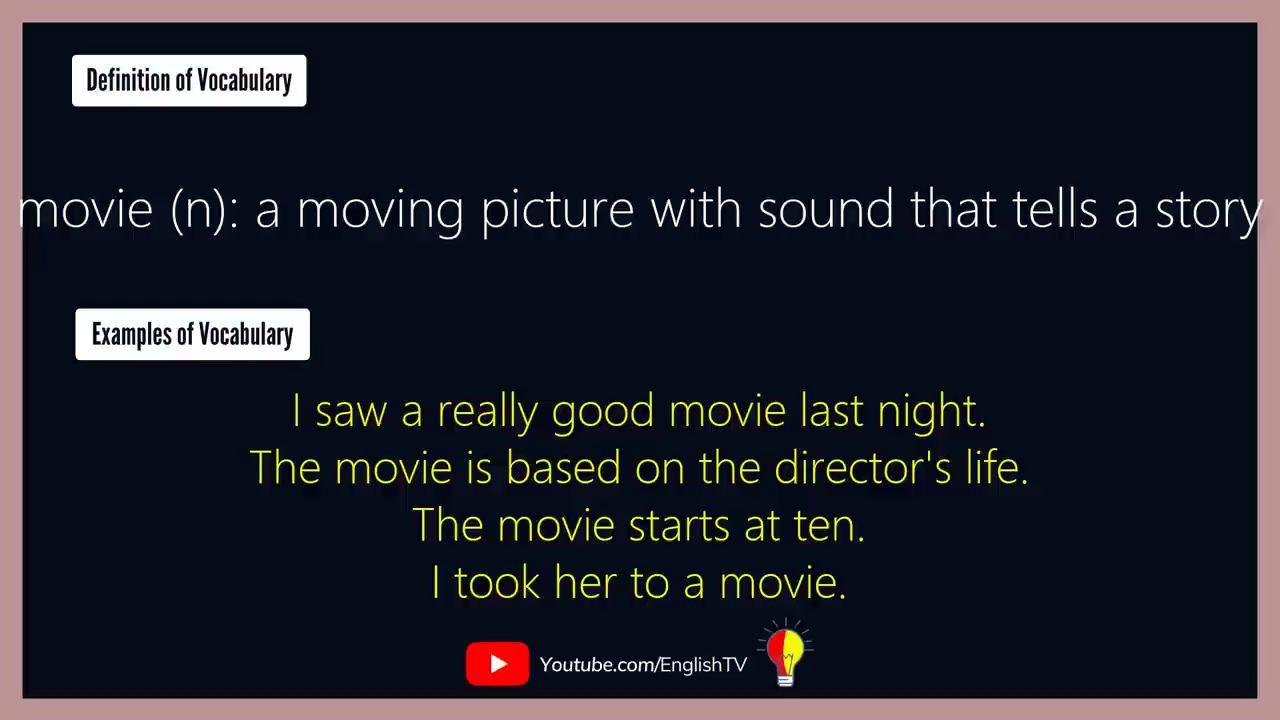 Definition of Vocabulary
movie (n): a moving picture with sound that tells a story
Examples of Vocabulary
I saw a really good movie last night.
The movie is based on the director's life.
The movie starts at ten.
I took her to a movie.
Youtube.com/EnglishTV